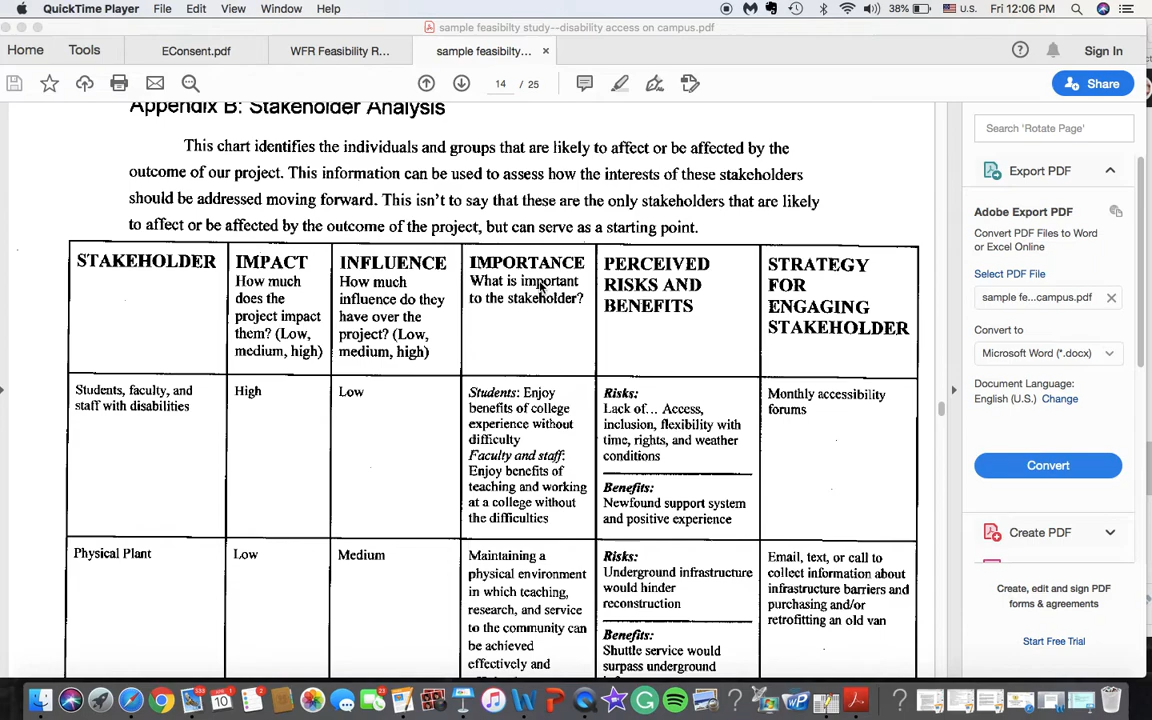 QuickTime Player File Edit View Window Help 38% U.S. Fri 12:06 PM
sample feasibilty study--disability access on campus.pdf
Home Tools EConsent.pdf WFR Feasibility R... sample feasibilty... × Sign In
14 / 25 Share
Appendix B: Stakeholder Analysis
This chart identifies the individuals and groups that are likely to affect or be affected by the
outcome of our project. This information can be used to assess how the interests of these stakeholders
should be addressed moving forward. This isn't to say that these are the only stakeholders that are likely
to affect or be affected by the outcome of the project, but can serve as a starting point.
STAKEHOLDER
IMPACT
How much
does the
project impact
them? (Low,
medium, high)
INFLUENCE
How much
influence do they
have over the
project? (Low,
medium, high)
IMPORTANCE
What is important
to the stakeholder?
PERCEIVED
RISKS AND
BENEFITS
STRATEGY
FOR
ENGAGING
STAKEHOLDER
Students, faculty, and
staff with disabilities
High
Low
Students: Enjoy
benefits of college
experience without
difficulty
Faculty and staff:
Enjoy benefits of
teaching and working
at a college without
the difficulties
Risks:
Lack of... Access,
inclusion, flexibility with
time, rights, and weather
conditions
Benefits:
Newfound support system
and positive experience
Monthly accessibility
forums
Physical Plant
Low
Medium
Maintaining a
physical environment
in which teaching,
research, and service
to the community can
be achieved
effectively and
Risks:
Underground infrastructure
would hinder
reconstruction
Benefits:
Shuttle service would
surpass underground
Email, text, or call to
collect information about
infrastructure barriers and
purchasing and/or
retrofitting an old van
Search 'Rotate Page'
Export PDF
Adobe Export PDF
Convert PDF Files to Word
or Excel Online
Select PDF File
sample fe...campus.pdf
Convert to
Microsoft Word (*.docx)
Document Language:
English (U.S.) Change
Convert
Create PDF
Create, edit and sign PDF
forms & agreements
Start Free Trial